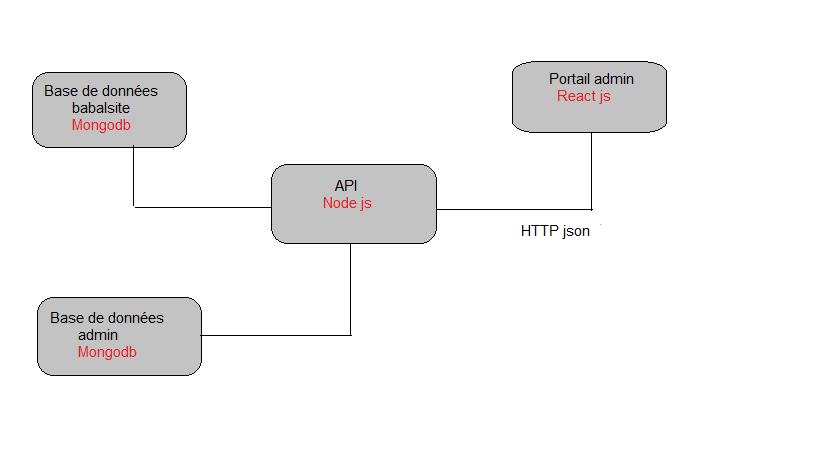 Base de données
babalsite
Mongodb
Portail admin
React js
API
Node js
HTTP json
Base de données
admin
Mongodb